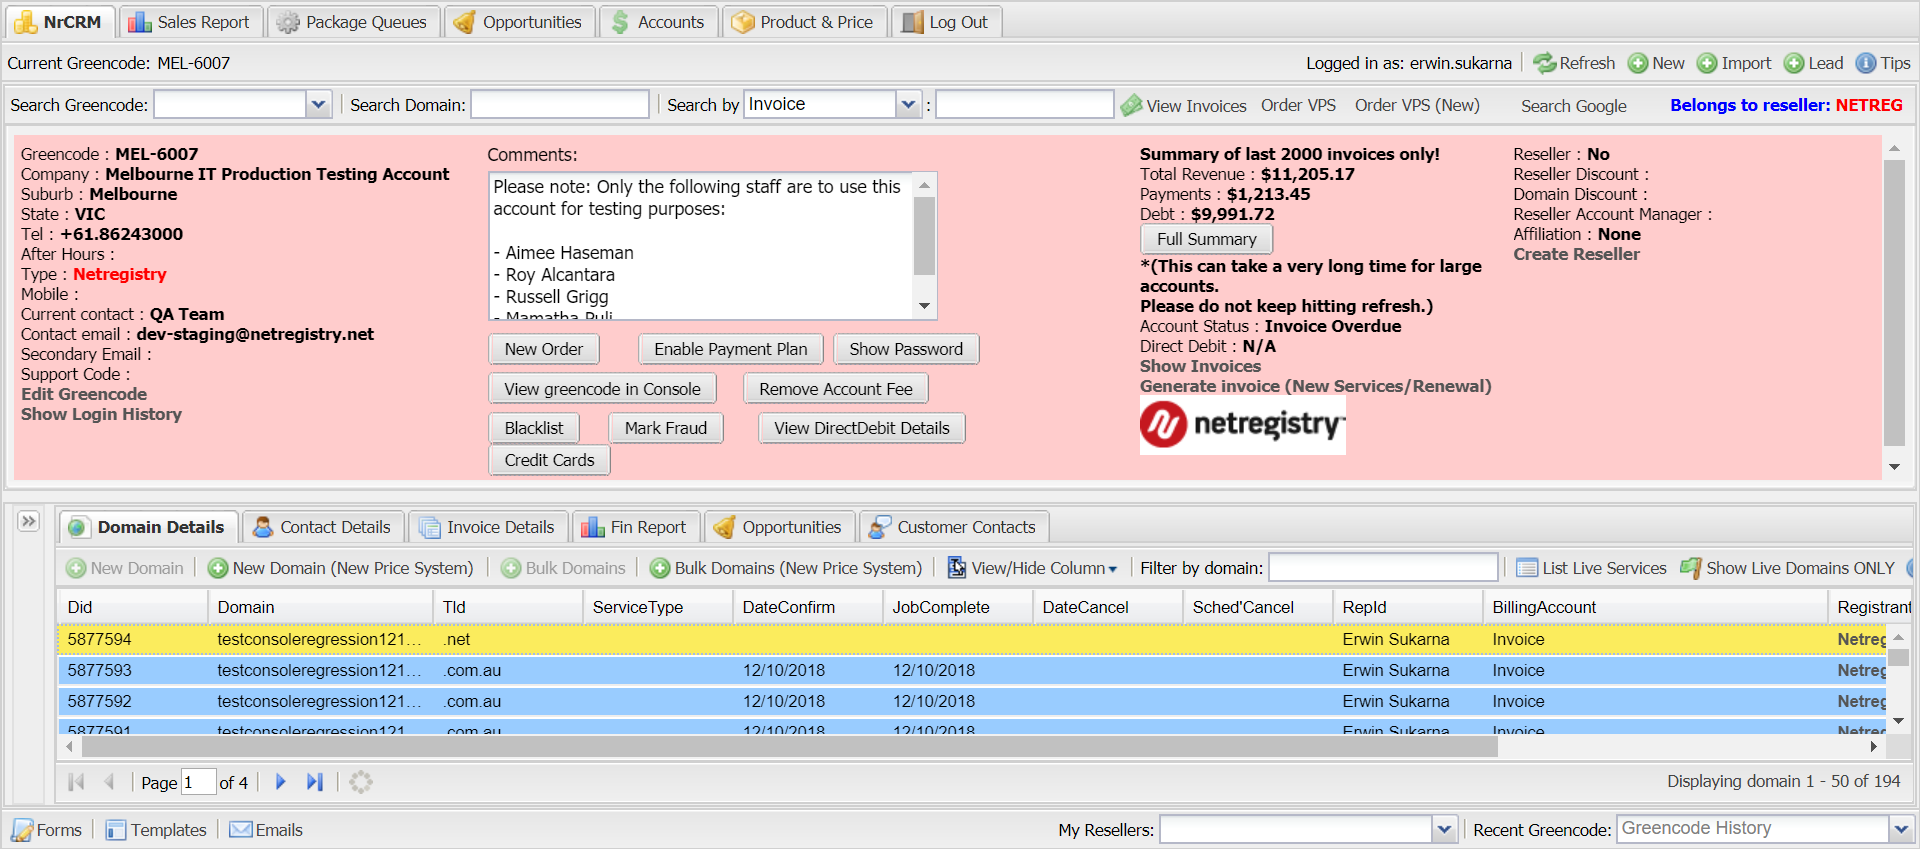 NrCRM Sales Report Package Queues Opportunities Accounts Product & Price Log Out
Current Greencode: MEL-6007 Logged in as: erwin.sukarna Refresh New Import Lead Tips
Search Greencode: Search Domain: Search by Invoice : View Invoices Order VPS Order VPS (New) Search Google Belongs to reseller: NETREG
Greencode : MEL-6007
Company : Melbourne IT Production Testing Account
Suburb : Melbourne
State : VIC
Tel : +61.86243000
After Hours :
Type : Netregistry
Mobile :
Current contact : QA Team
Contact email : dev-staging@netregistry.net
Secondary Email :
Support Code :
Edit Greencode
Show Login History
Comments:
Please note: Only the following staff are to use this
account for testing purposes:
- Aimee Haseman
- Roy Alcantara
- Russell Grigg
- Mamatha Puli
New Order Enable Payment Plan Show Password
View greencode in Console Remove Account Fee
Blacklist Mark Fraud View DirectDebit Details
Credit Cards
Summary of last 2000 invoices only!
Total Revenue : $11,205.17
Payments : $1,213.45
Debt : $9,991.72
Full Summary
*(This can take a very long time for large
accounts.
Please do not keep hitting refresh.)
Account Status : Invoice Overdue
Direct Debit : N/A
Show Invoices
Generate invoice (New Services/Renewal)
netregistry
Reseller : No
Reseller Discount :
Domain Discount :
Reseller Account Manager :
Affiliation : None
Create Reseller
Domain Details Contact Details Invoice Details Fin Report Opportunities Customer Contacts
New Domain New Domain (New Price System) Bulk Domains Bulk Domains (New Price System) View/Hide Column Filter by domain: List Live Services Show Live Domains ONLY
Did Domain Tld ServiceType DateConfirm JobComplete DateCancel Sched'Cancel RepId BillingAccount Registrant
5877594 testconsoleregression121... .net Erwin Sukarna Invoice Netreg
5877593 testconsoleregression121... .com.au 12/10/2018 12/10/2018 Erwin Sukarna Invoice Netreg
5877592 testconsoleregression121... .com.au 12/10/2018 12/10/2018 Erwin Sukarna Invoice Netreg
5877591 testconsoleregression121... .com.au 12/10/2018 12/10/2018 Erwin Sukarna Invoice Netreg
Page 1 of 4 Displaying domain 1 - 50 of 194
Forms Templates Emails My Resellers: Recent Greencode: Greencode History